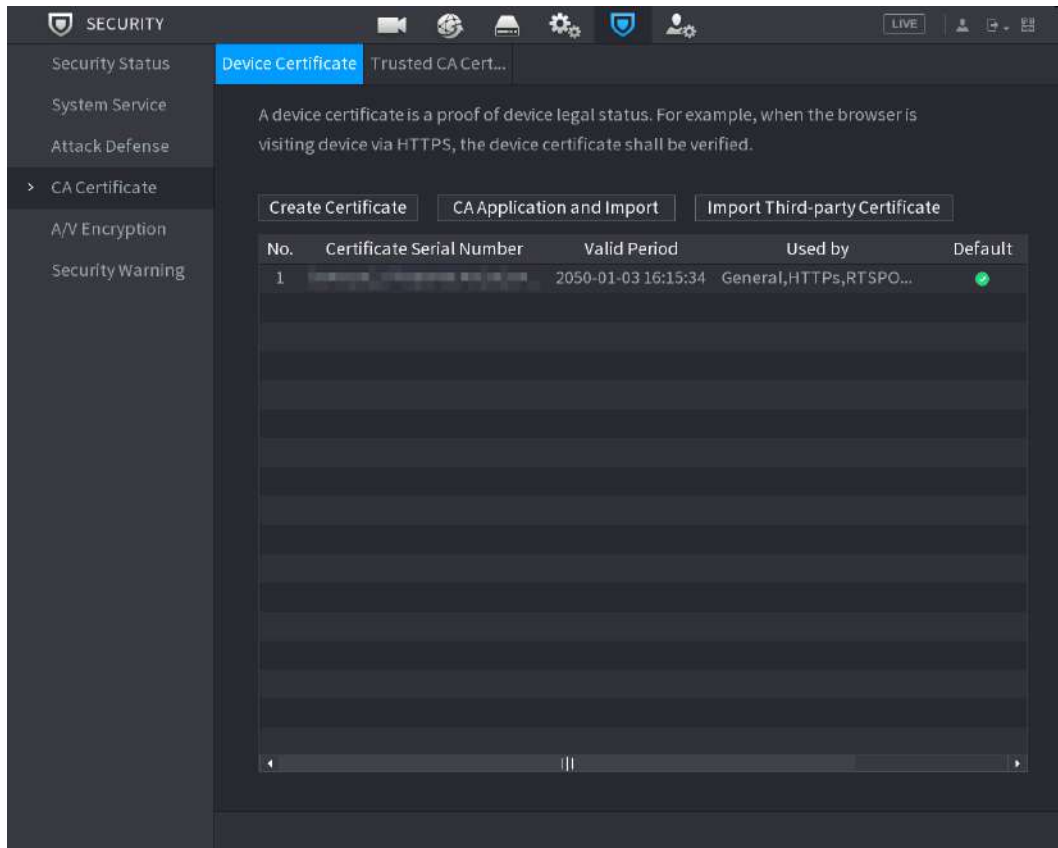 SECURITY
LIVE
Security Status
System Service
Attack Defense
CA Certificate
A/V Encryption
Security Warning
Device Certificate Trusted CA Cert...
A device certificate is a proof of device legal status. For example, when the browser is
visiting device via HTTPS, the device certificate shall be verified.
Create Certificate CA Application and Import Import Third-party Certificate
No. Certificate Serial Number Valid Period Used by Default
1 2050-01-03 16:15:34 General,HTTPs,RTSPO...